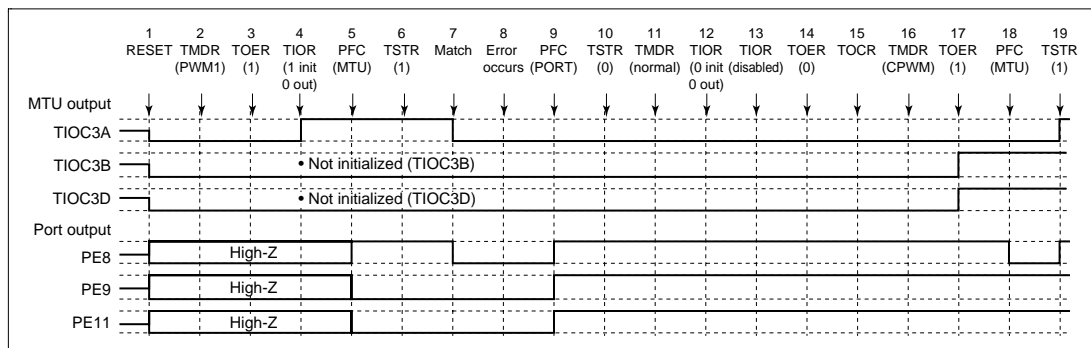 1 2 3 4 5 6 7 8 9 10 11 12 13 14 15 16 17 18 19
RESET TMDR TOER TIOR PFC TSTR Match Error PFC TSTR TMDR TIOR TIOR TOER TOCR TMDR TOER PFC TSTR
(PWM1) (1) (1 init (MTU) (1) occurs (PORT) (0) (normal) (0 init (disabled) (0) (CPWM) (1) (MTU) (1)
0 out) 0 out)
MTU output
TIOC3A
TIOC3B • Not initialized (TIOC3B)
TIOC3D • Not initialized (TIOC3D)
Port output
PE8 High-Z
PE9 High-Z
PE11 High-Z